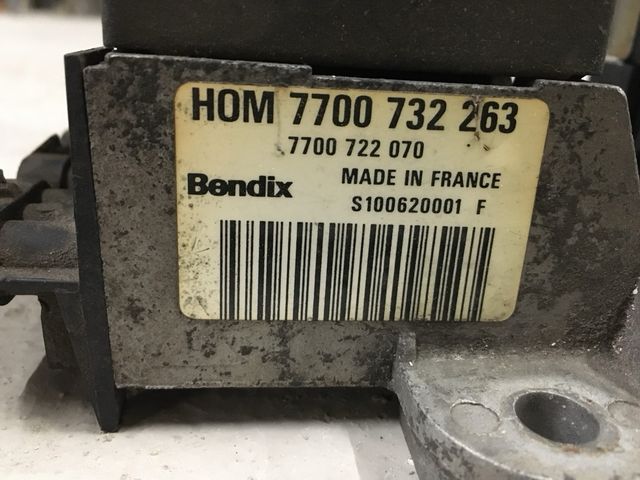 HOM 7700 732 263
7700 722 070
Bendix
MADE IN FRANCE
S100620001 F